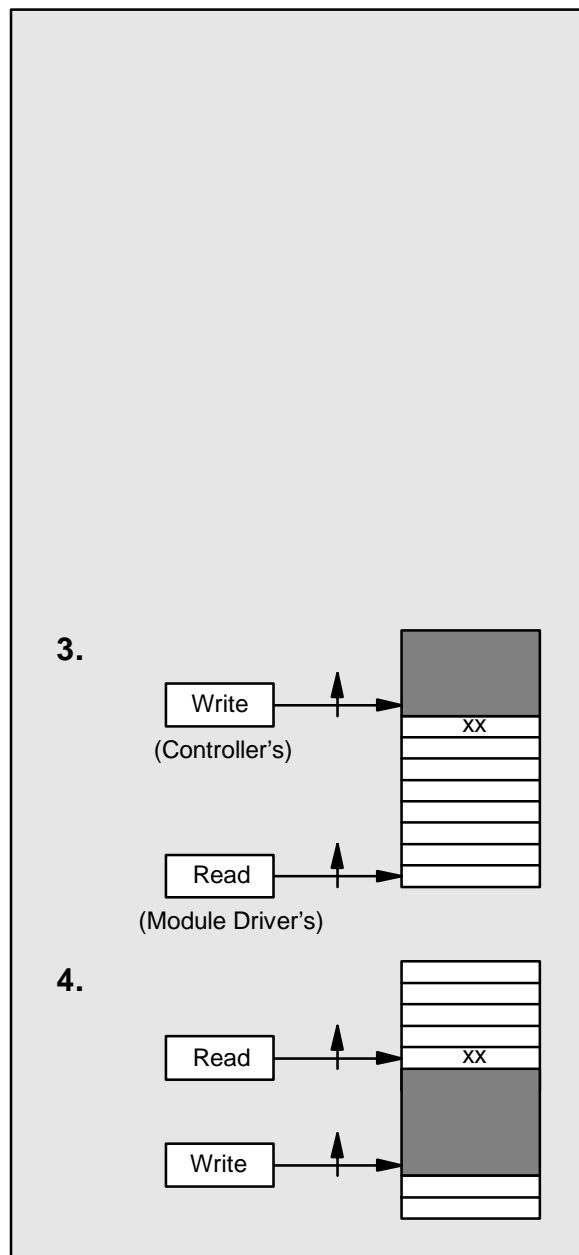 3.
Write
xx
(Controller's)
Read
(Module Driver's)
4.
Read
xx
Write